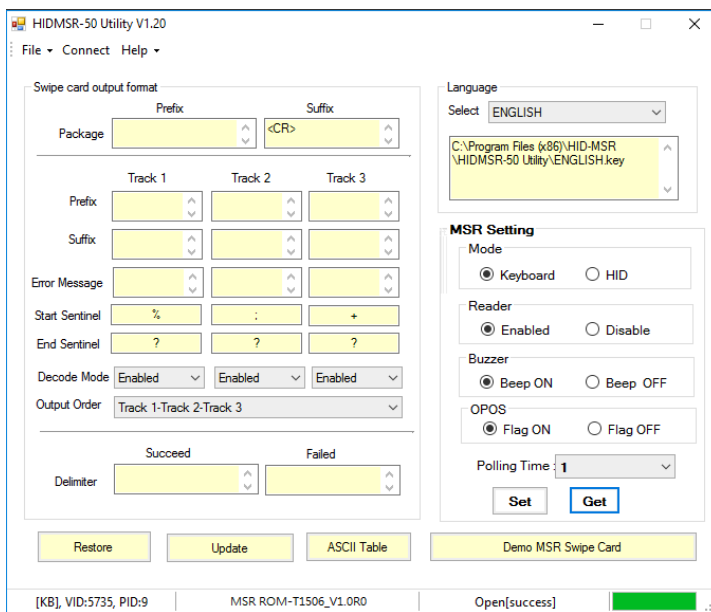 HIDMSR-50 Utility V1.20
File Connect Help
Swipe card output format
Prefix Suffix
Package <CR>
Track 1 Track 2 Track 3
Prefix
Suffix
Error Message
Start Sentinel % ; +
End Sentinel ? ? ?
Decode Mode Enabled Enabled Enabled
Output Order Track 1-Track 2-Track 3
Succeed Failed
Delimiter
Restore Update ASCII Table
Language
Select ENGLISH
C:\Program Files (x86)\HID-MSR
\HIDMSR-50 Utility\ENGLISH.key
MSR Setting
Mode
Keyboard HID
Reader
Enabled Disable
Buzzer
Beep ON Beep OFF
OPOS
Flag ON Flag OFF
Polling Time : 1
Set Get
Demo MSR Swipe Card
[KB], VID:5735, PID:9 MSR ROM-T1506_V1.0R0 Open[success]